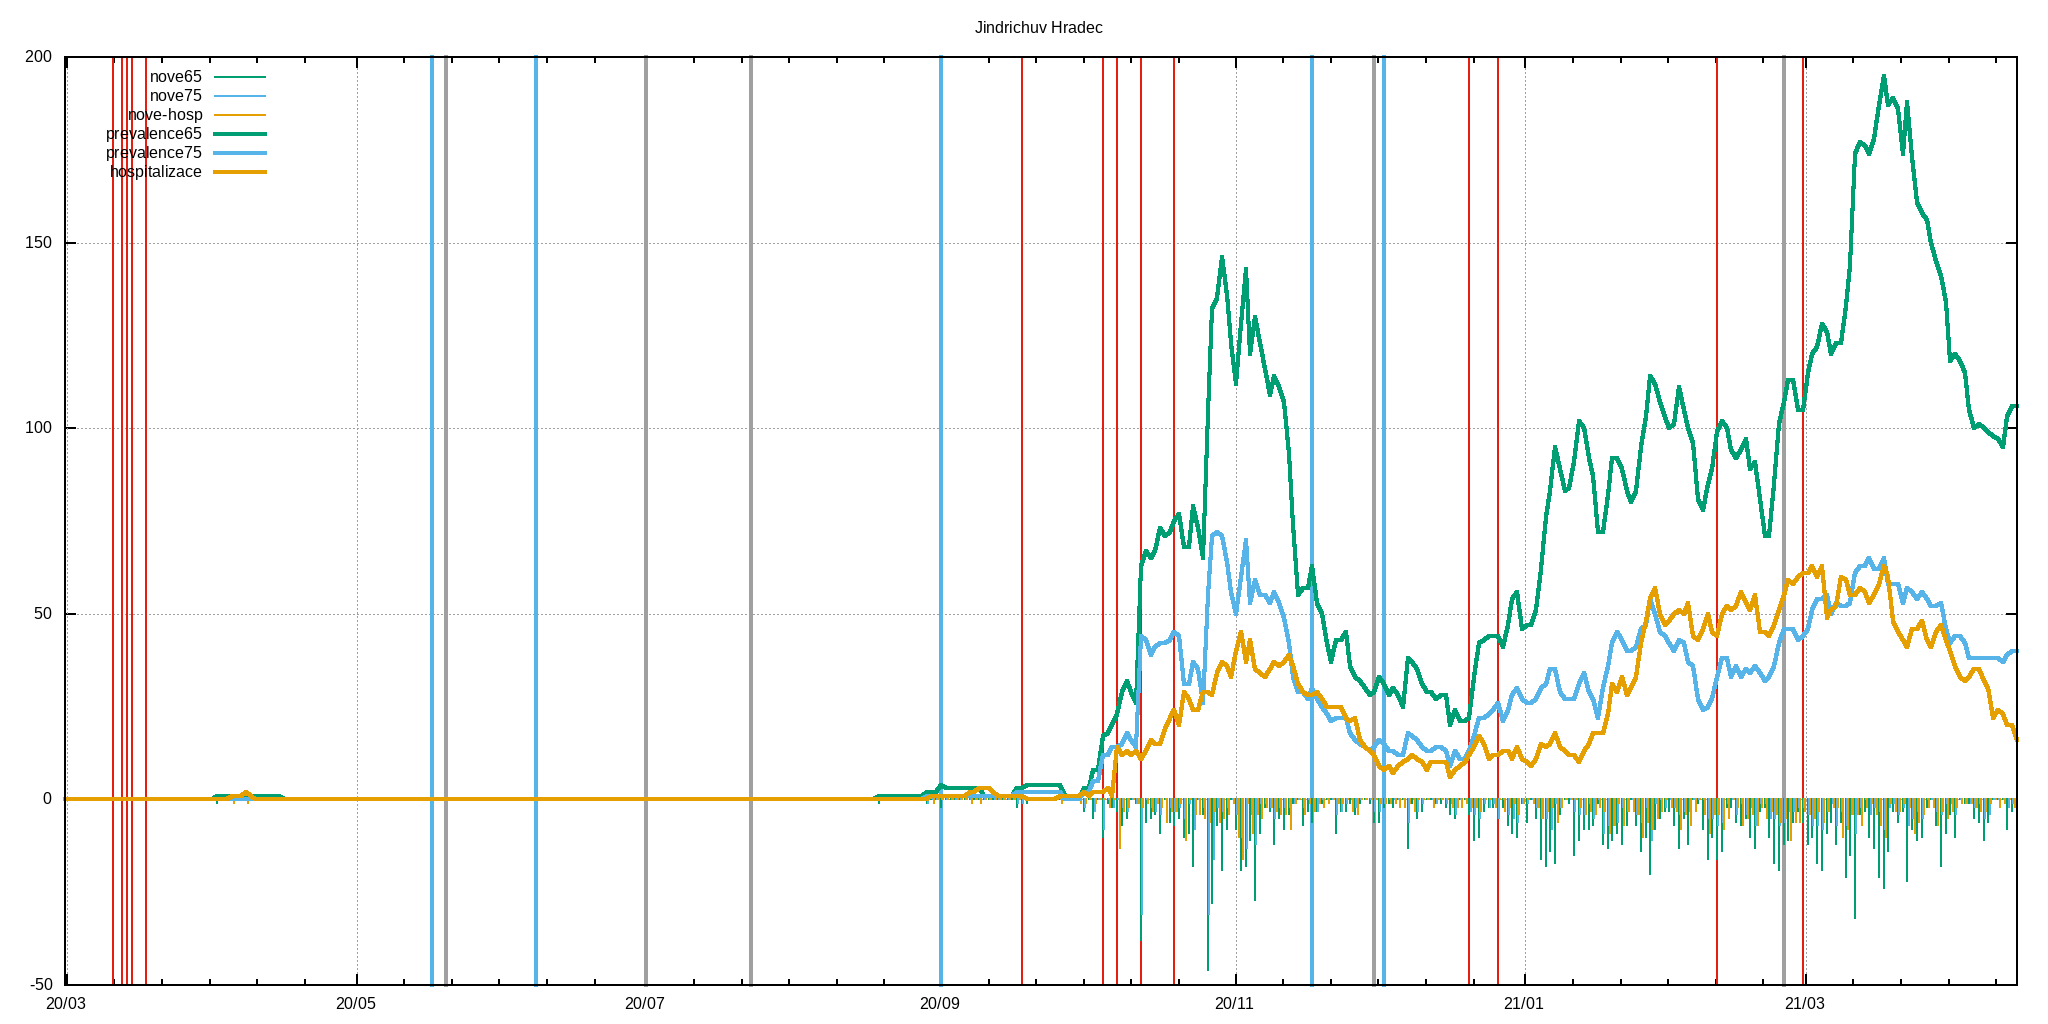 Jindrichuv Hradec
200
150
100
50
0
-50
nove65
nove75
nove-hosp
prevalence65
prevalence75
hospitalizace
20/03 20/05 20/07 20/09 20/11 21/01 21/03